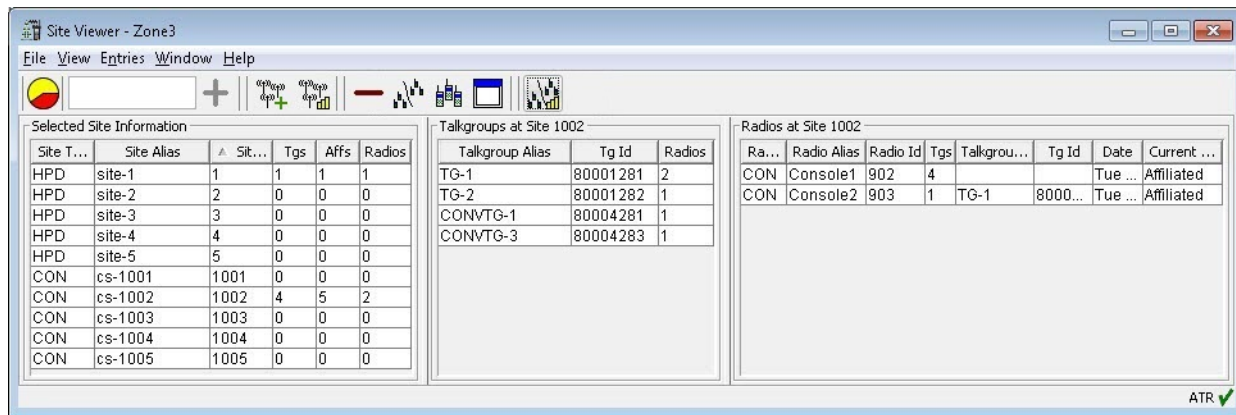 Site Viewer - Zone3
File View Entries Window Help
Selected Site Information
Site T... Site Alias Sit... Tgs Affs Radios
HPD site-1 1 1 1 1
HPD site-2 2 0 0 0
HPD site-3 3 0 0 0
HPD site-4 4 0 0 0
HPD site-5 5 0 0 0
CON cs-1001 1001 0 0 0
CON cs-1002 1002 4 5 2
CON cs-1003 1003 0 0 0
CON cs-1004 1004 0 0 0
CON cs-1005 1005 0 0 0
Talkgroups at Site 1002
Talkgroup Alias Tg Id Radios
TG-1 80001281 2
TG-2 80001282 1
CONVTG-1 80004281 1
CONVTG-3 80004283 1
Radios at Site 1002
Ra... Radio Alias Radio Id Tgs Talkgrou... Tg Id Date Current ...
CON Console1 902 4 Tue ... Affiliated
CON Console2 903 1 TG-1 8000... Tue ... Affiliated
ATR